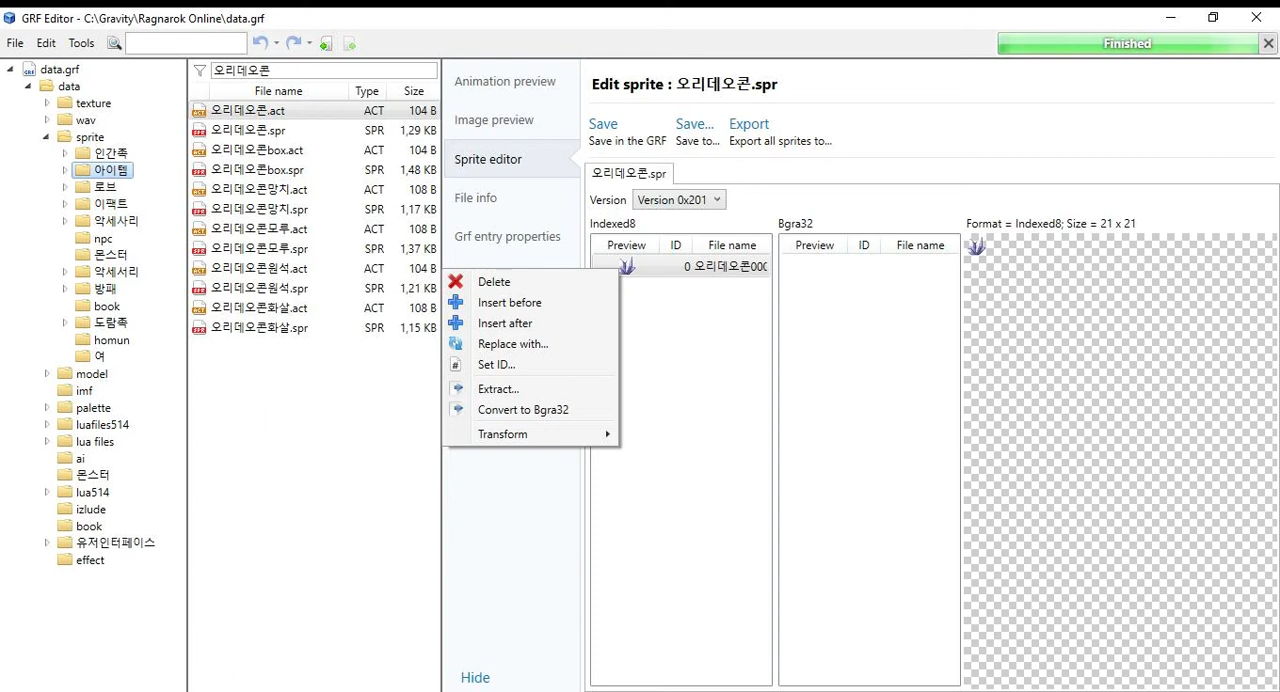 GRF Editor - C:\Gravity\Ragnarok Online\data.grf
File Edit Tools
Finished
data.grf
data
texture
wav
sprite
인간족
아이템
로브
이팩트
악세사리
npc
몬스터
악세서리
방패
book
도람족
homun
여
model
imf
palette
luafiles514
lua files
ai
몬스터
lua514
izlude
book
유저인터페이스
effect
오리데오콘
File name Type Size
오리데오콘.act ACT 104 B
오리데오콘.spr SPR 1,29 KB
오리데오콘box.act ACT 104 B
오리데오콘box.spr SPR 1,48 KB
오리데오콘망치.act ACT 108 B
오리데오콘망치.spr SPR 1,17 KB
오리데오콘모루.act ACT 108 B
오리데오콘모루.spr SPR 1,37 KB
오리데오콘원석.act ACT 104 B
오리데오콘원석.spr SPR 1,21 KB
오리데오콘화살.act ACT 108 B
오리데오콘화살.spr SPR 1,15 KB
Animation preview
Image preview
Sprite editor
File info
Grf entry properties
Hide
Edit sprite : 오리데오콘.spr
Save Save... Export
Save in the GRF Save to... Export all sprites to...
오리데오콘.spr
Version Version 0x201
Indexed8 Bgra32 Format = Indexed8; Size = 21 x 21
Preview ID File name Preview ID File name
0 오리데오콘000
Delete
Insert before
Insert after
Replace with...
# Set ID...
Extract...
Convert to Bgra32
Transform